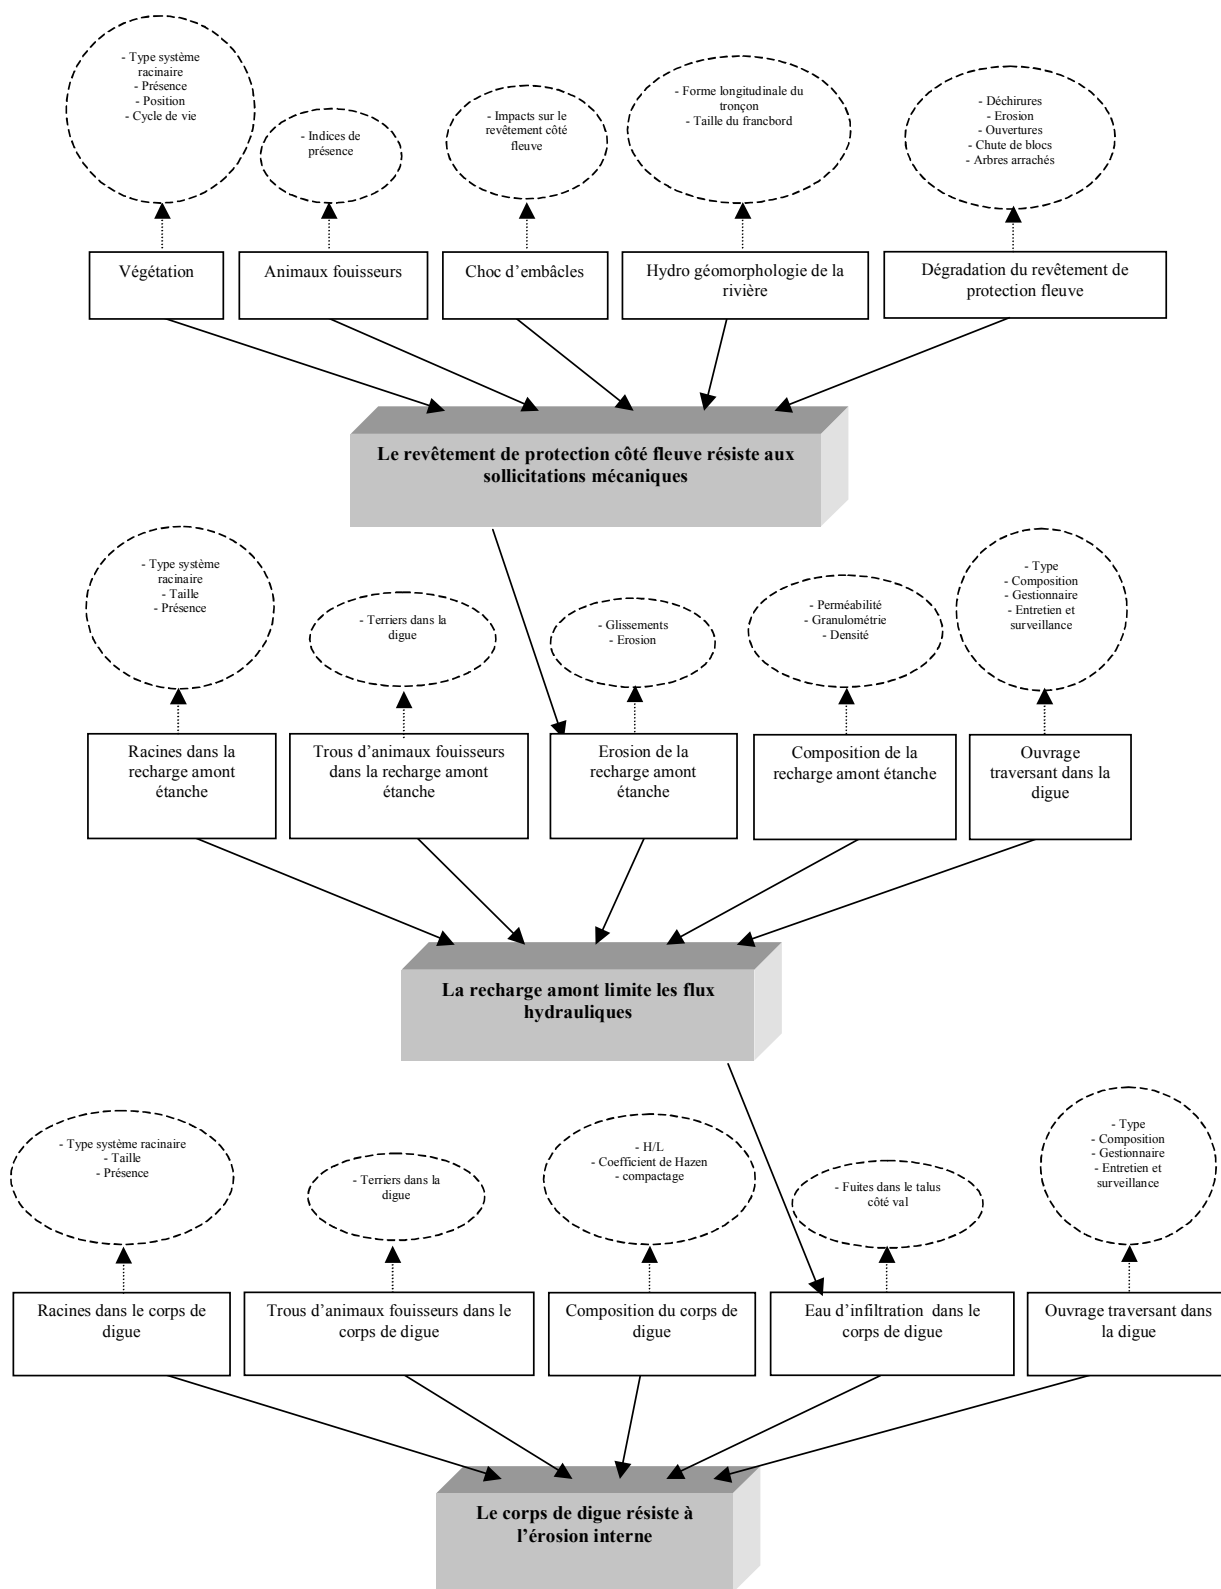 - Type système
racinaire
- Présence
- Position
- Cycle de vie
- Indices de
présence
- Impacts sur le
revêtement côté
fleuve
- Forme longitudinale du
tronçon
- Taille du francbord
- Déchirures
- Erosion
- Ouvertures
- Chute de blocs
- Arbres arrachés
Végétation
Animaux fouisseurs
Choc d'embâcles
Hydro géomorphologie de la
rivière
Dégradation du revêtement de
protection fleuve
Le revêtement de protection côté fleuve résiste aux
sollicitations mécaniques
- Type système
racinaire
- Taille
- Présence
- Terriers dans la
digue
- Glissements
- Erosion
- Perméabilité
- Granulométrie
- Densité
- Type
- Composition
- Gestionnaire
- Entretien et
surveillance
Racines dans la
recharge amont
étanche
Trous d'animaux fouisseurs
dans la recharge amont
étanche
Erosion de la
recharge amont
étanche
Composition de la
recharge amont étanche
Ouvrage
traversant dans la
digue
La recharge amont limite les flux
hydrauliques
- Type système racinaire
- Taille
- Présence
- Terriers dans la
digue
- H/L
- Coefficient de Hazen
- compactage
- Fuites dans le talus
côté val
- Type
- Composition
- Gestionnaire
- Entretien et
surveillance
Racines dans le corps de
digue
Trous d'animaux fouisseurs dans le
corps de digue
Composition du corps de
digue
Eau d'infiltration dans le
corps de digue
Ouvrage traversant dans
la digue
Le corps de digue résiste à
l'érosion interne